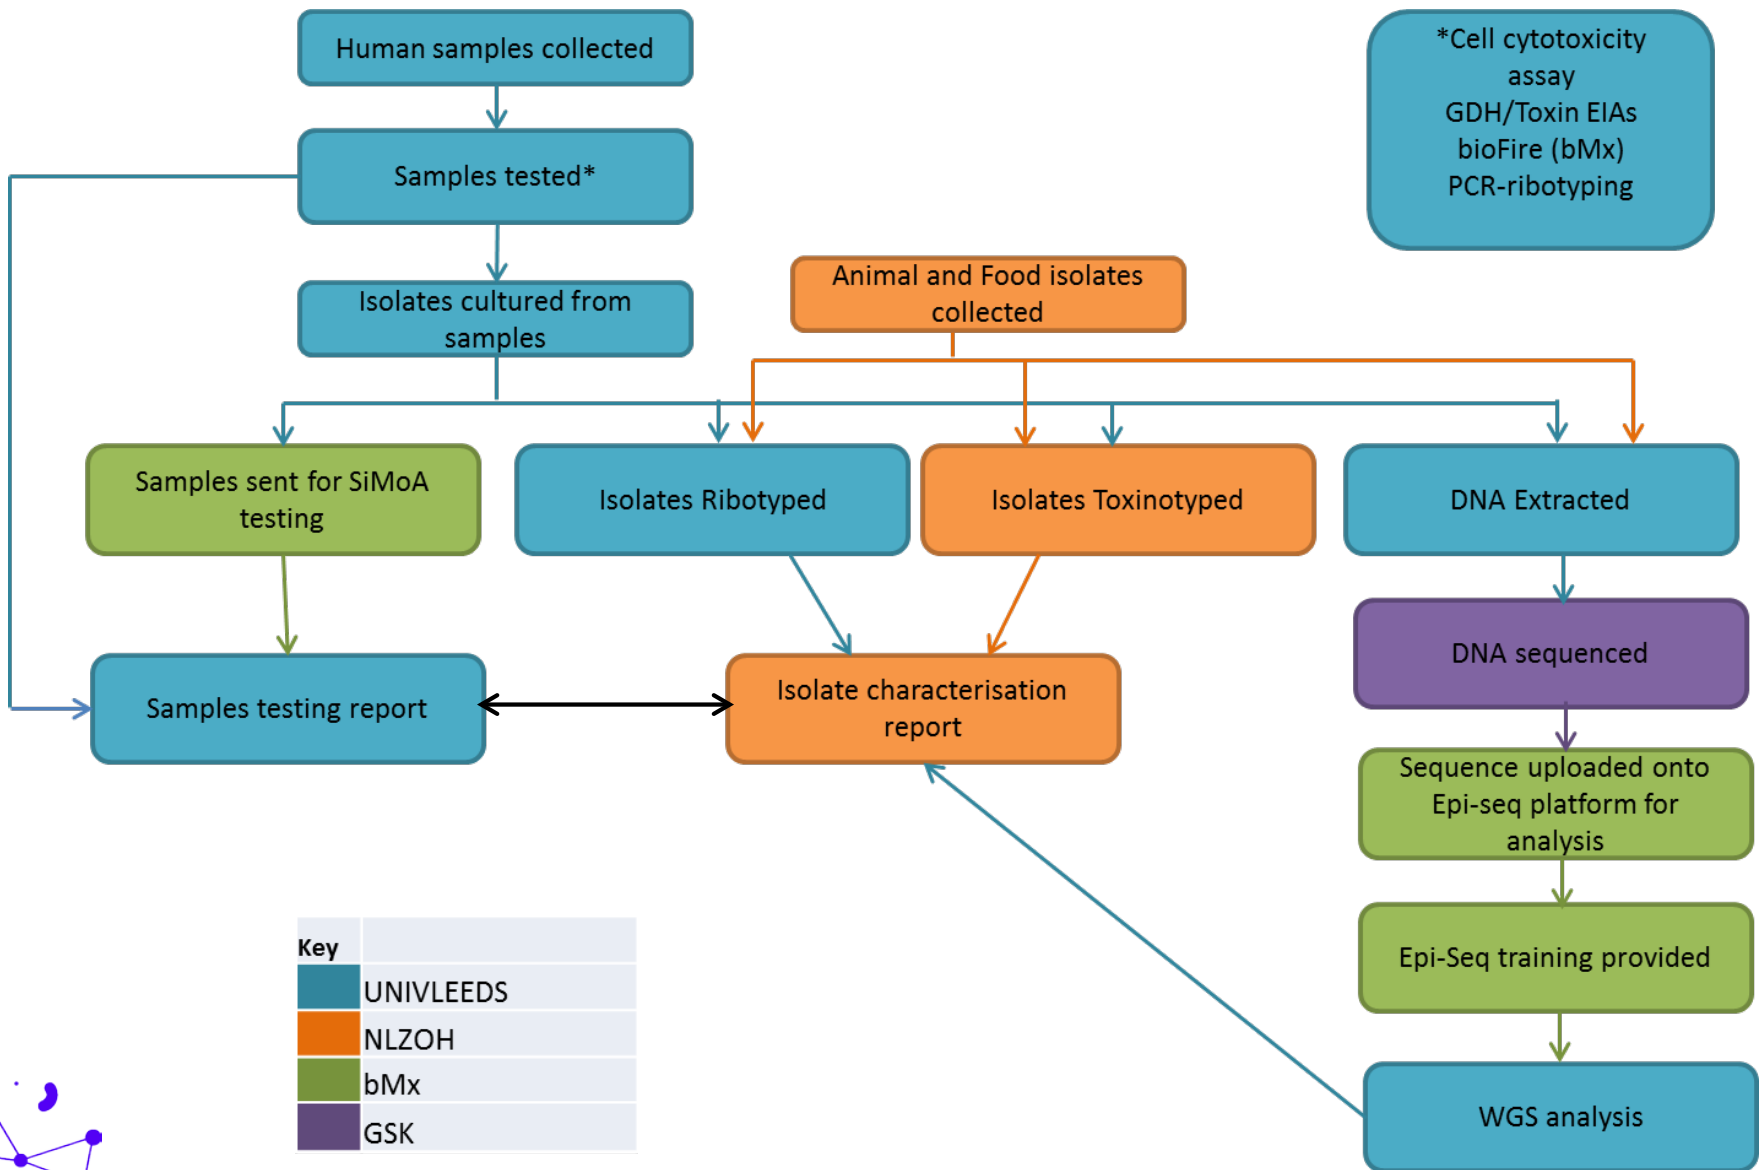 Human samples collected
*Cell cytotoxicity
assay
GDH/Toxin EIAs
bioFire (bMx)
PCR-ribotyping
Samples tested*
Isolates cultured from
samples
Animal and Food isolates
collected
Samples sent for SiMoA
testing
Isolates Ribotyped
Isolates Toxinotyped
DNA Extracted
DNA sequenced
Samples testing report
Isolate characterisation
report
Sequence uploaded onto
Epi-seq platform for
analysis
Epi-Seq training provided
WGS analysis
Key
UNIVLEEDS
NLZOH
bMx
GSK